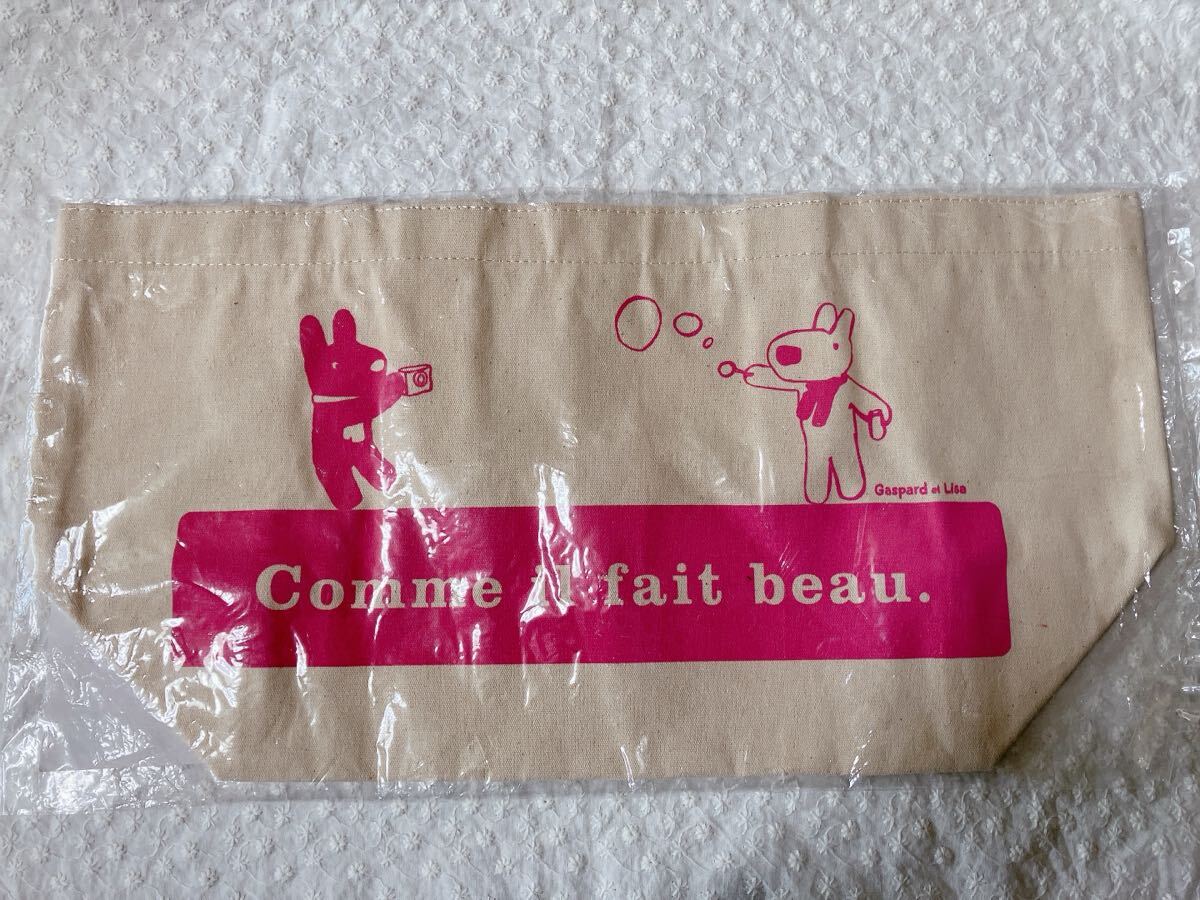 Gaspard et Lisa
Comme il fait beau.